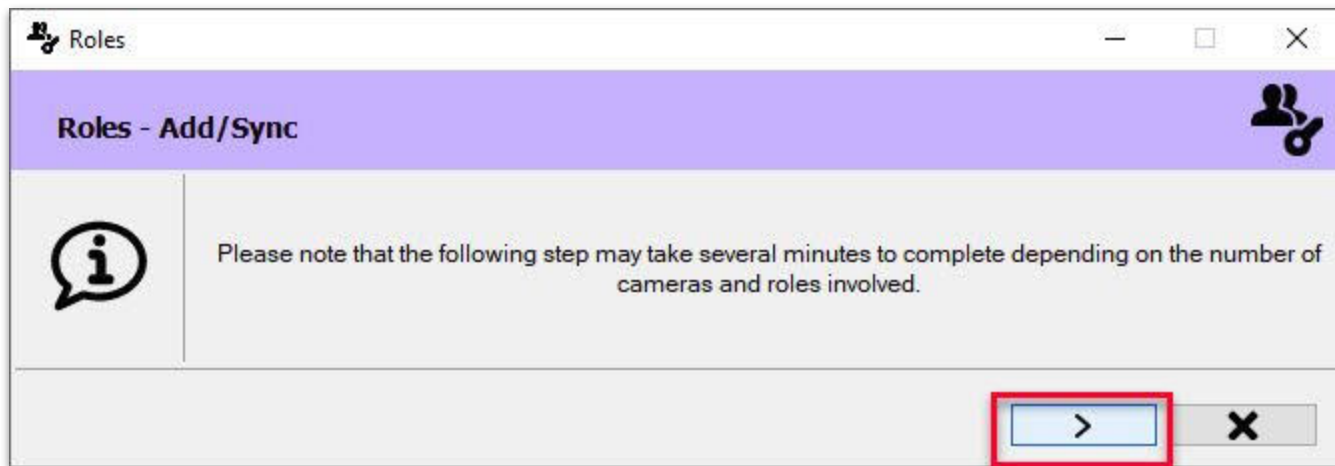 Roles
Roles - Add/Sync
Please note that the following step may take several minutes to complete depending on the number of
cameras and roles involved.